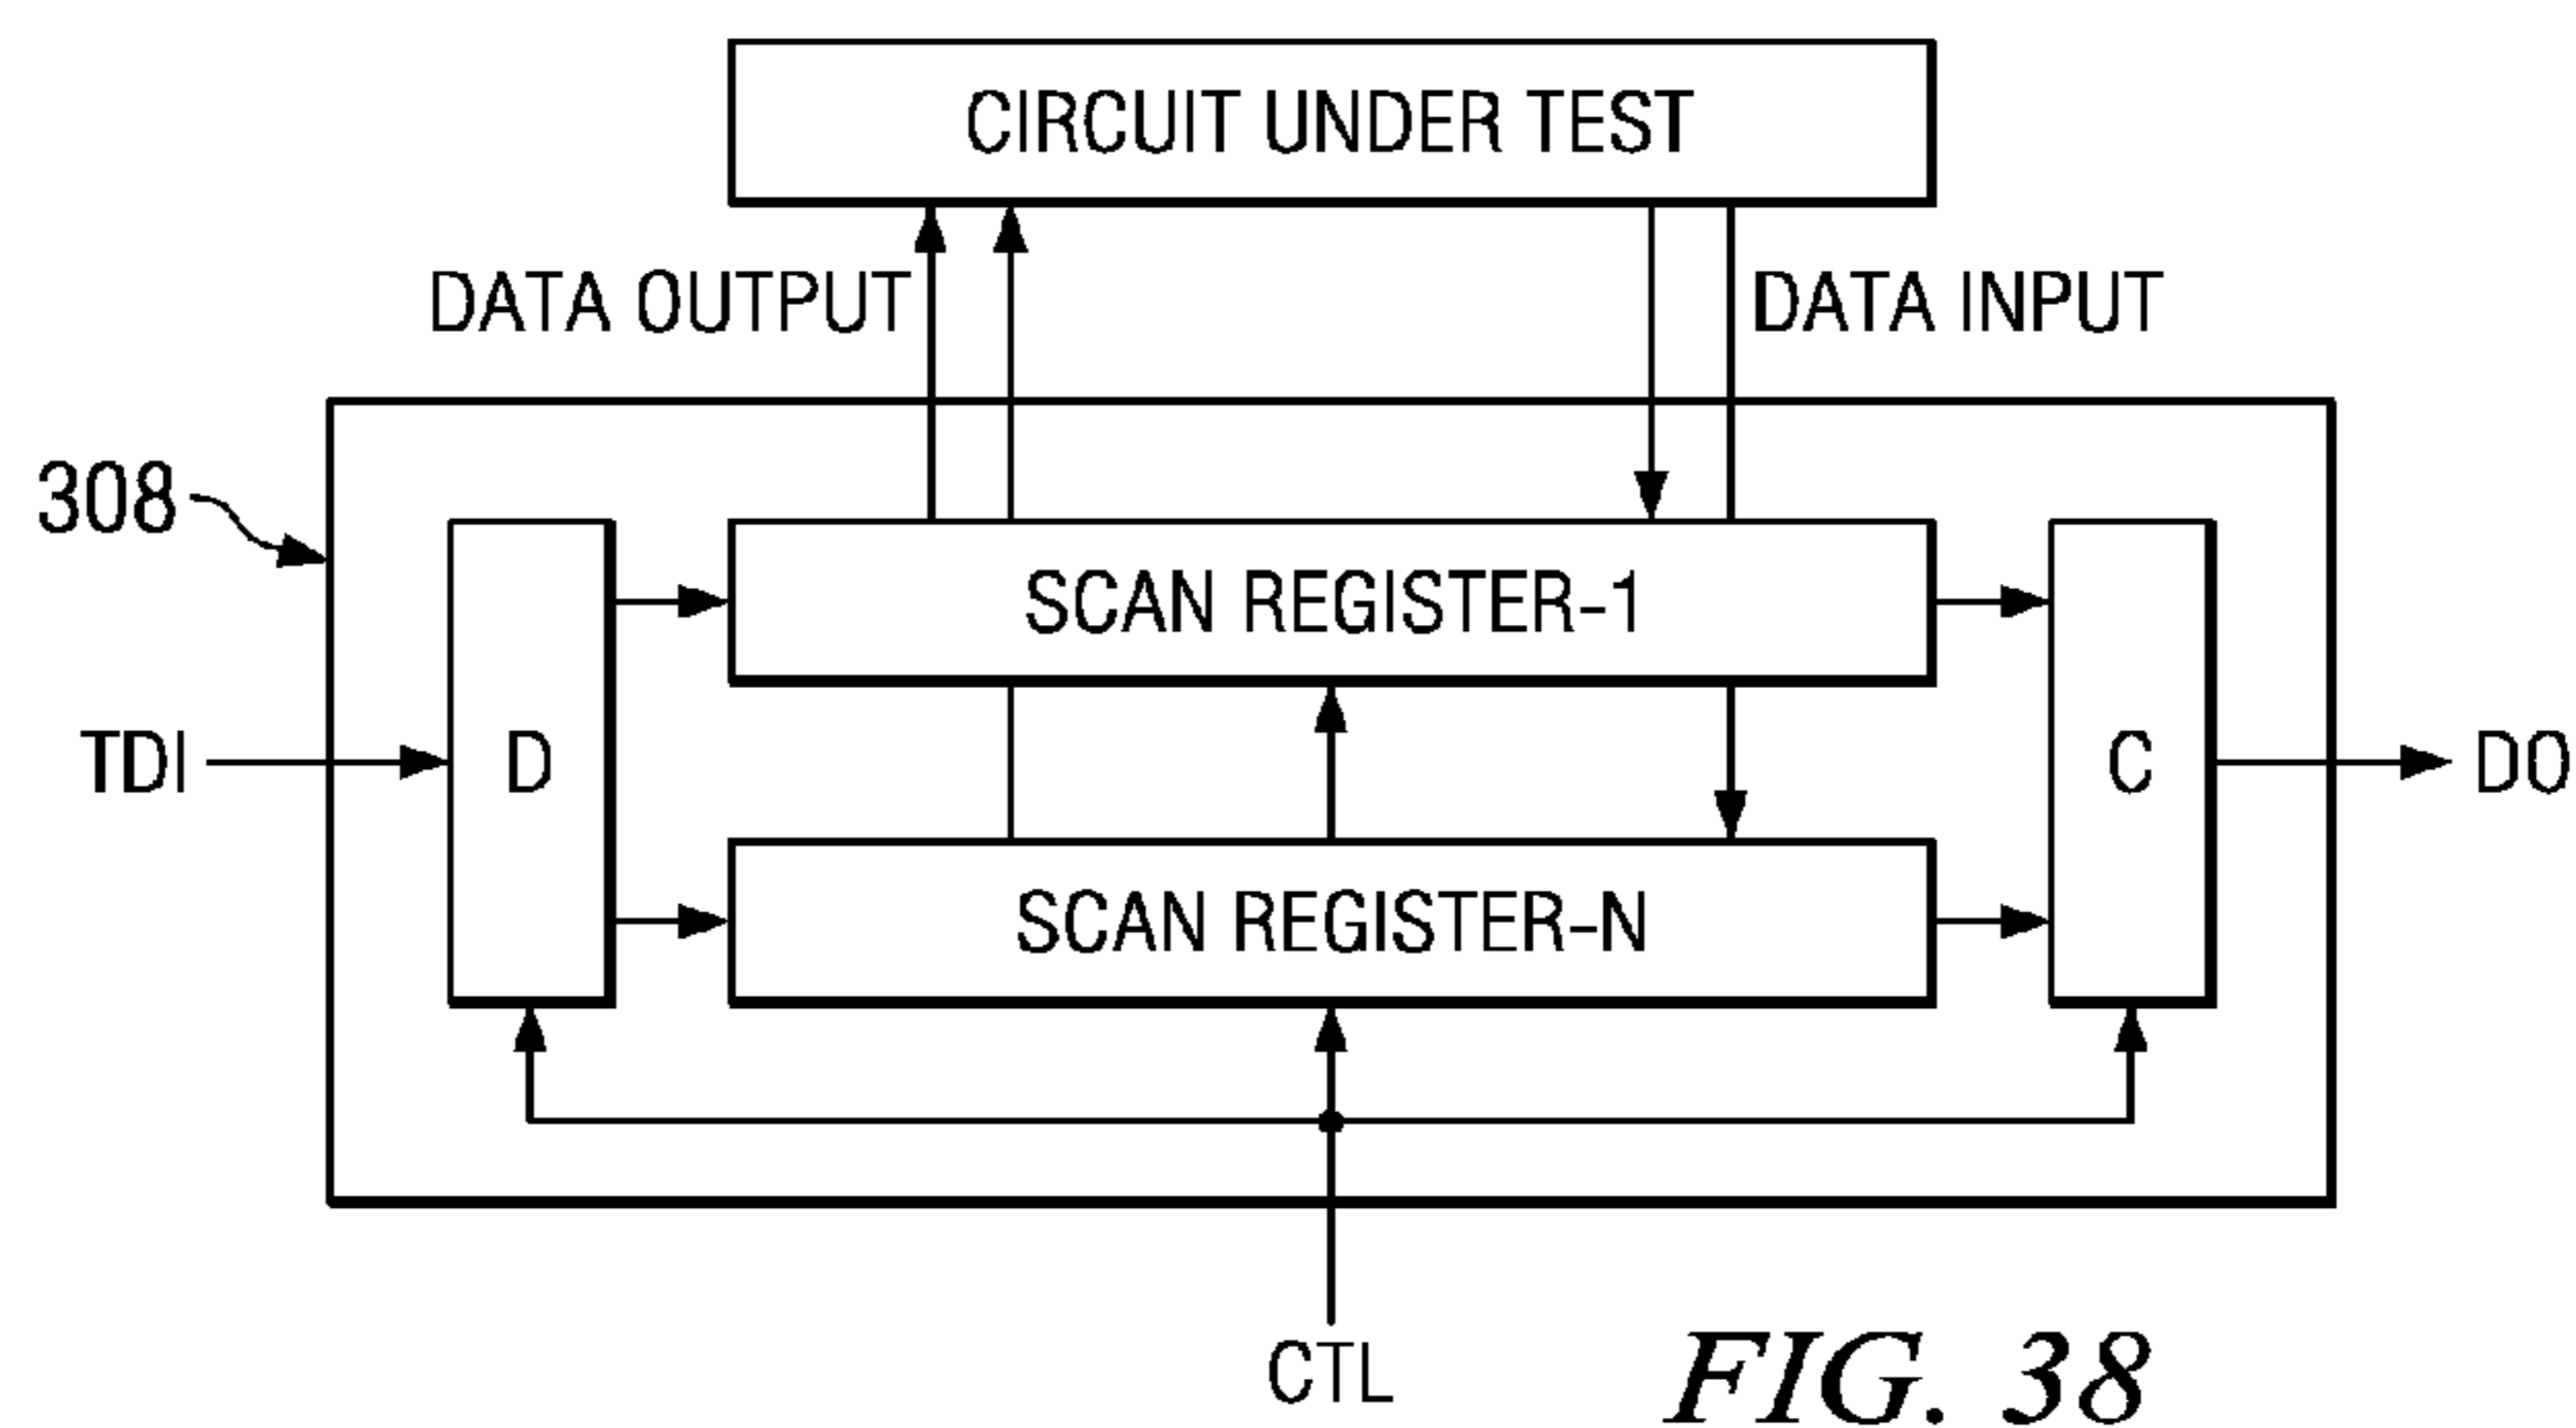 CIRCUIT UNDER TEST
DATA OUTPUT
DATA INPUT
308
SCAN REGISTER-1
TDI
D
C
DO
SCAN REGISTER-N
CTL
FIG. 38